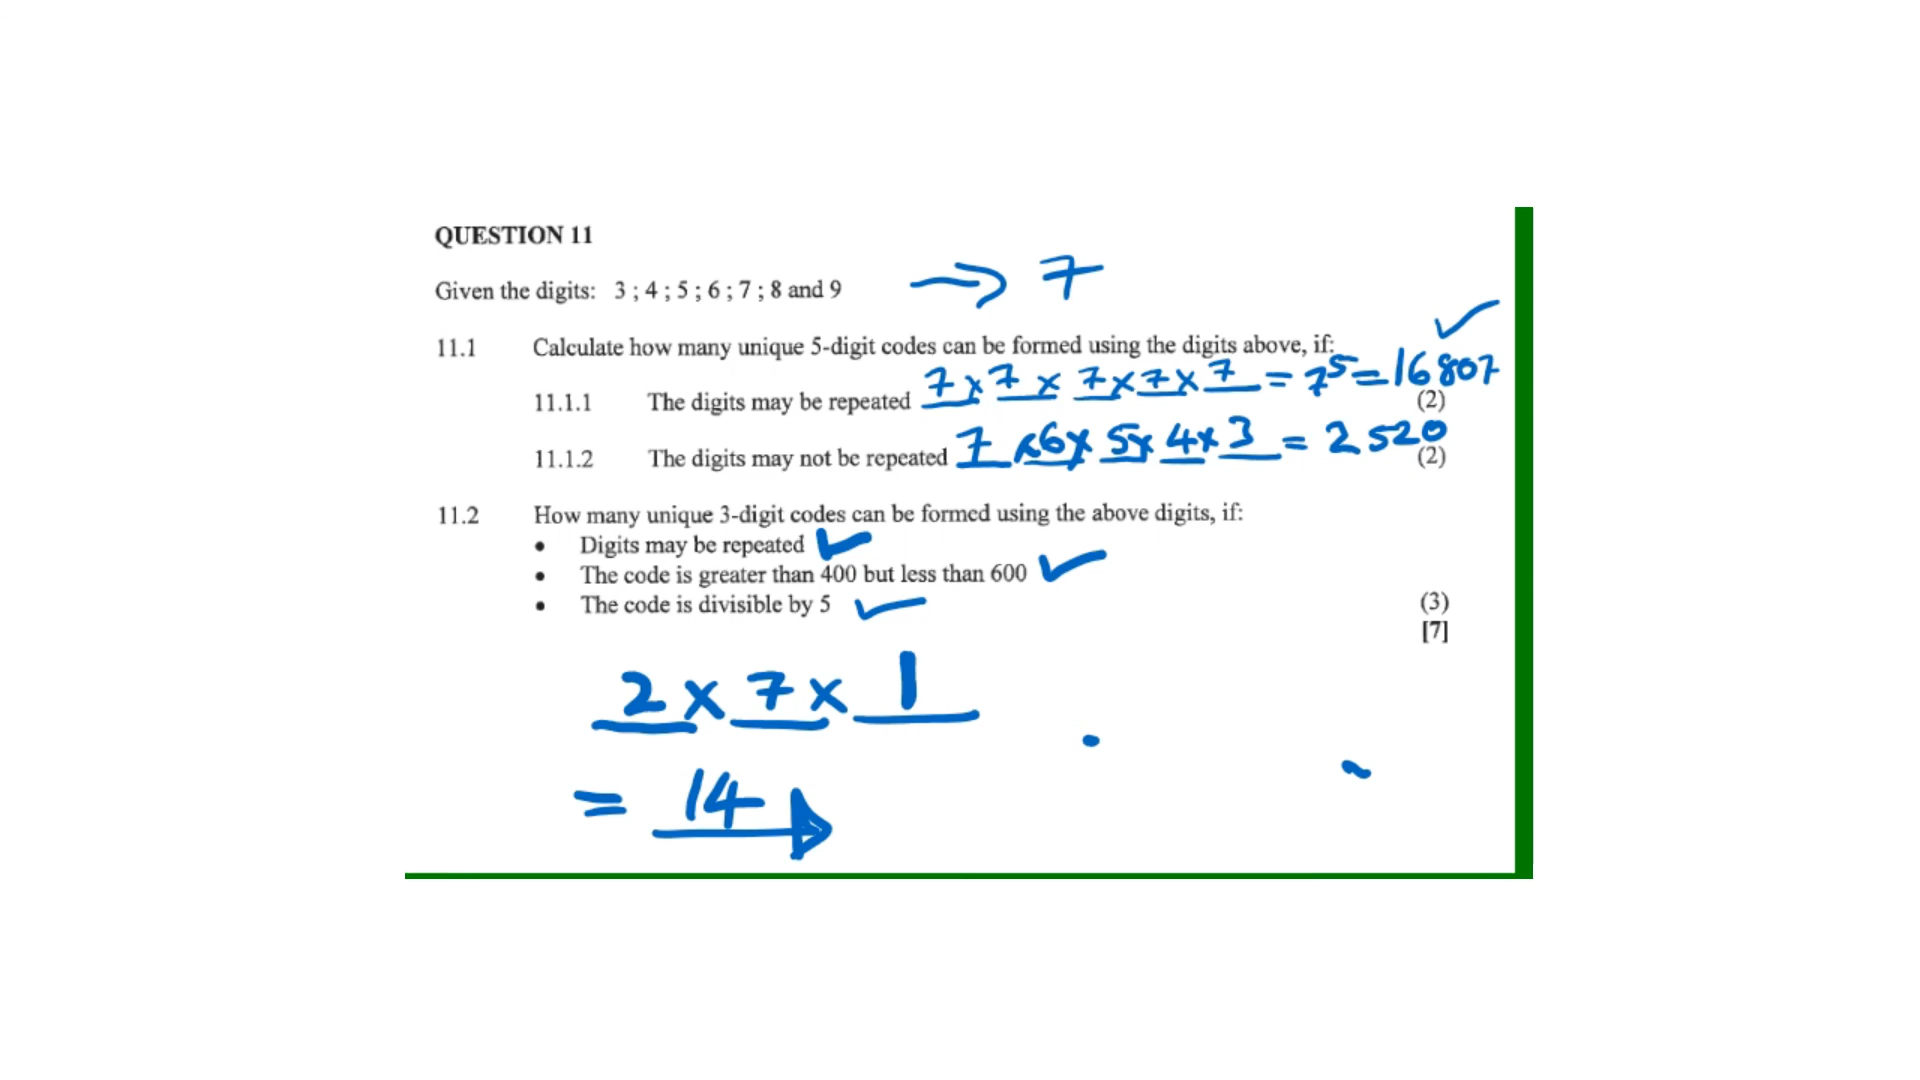 QUESTION 11
Given the digits: 3 ; 4 ; 5 ; 6 ; 7 ; 8 and 9 ⇒ 7
11.1 Calculate how many unique 5-digit codes can be formed using the digits above, if:
7 × 7 × 7 × 7 × 7 = 7⁵ = 16807
11.1.1 The digits may be repeated (2)
7 × 6 × 5 × 4 × 3 = 2520
11.1.2 The digits may not be repeated (2)
11.2 How many unique 3-digit codes can be formed using the above digits, if:
• Digits may be repeated ✓
• The code is greater than 400 but less than 600 ✓
• The code is divisible by 5 ✓ (3)
[7]
2 × 7 × 1
= 14